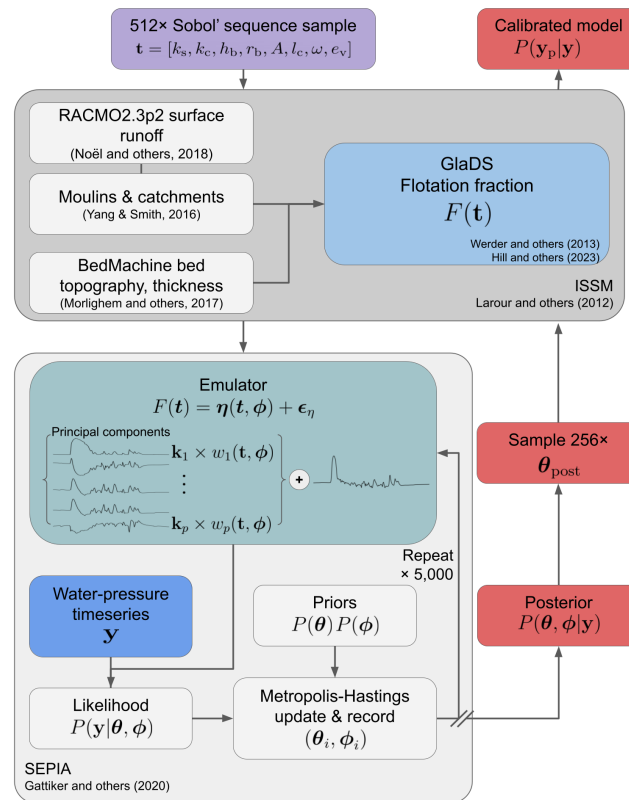 512× Sobol' sequence sample
t = [k_s, k_c, h_b, r_b, A, l_c, ω, e_v]
Calibrated model
P(y_p|y)
RACMO2.3p2 surface
runoff
(Noël and others, 2018)
Moulins & catchments
(Yang & Smith, 2016)
BedMachine bed
topography, thickness
(Morlighem and others, 2017)
GlaDS
Flotation fraction
F(t)
Werder and others (2013)
Hill and others (2023)
ISSM
Larour and others (2012)
Emulator
F(t) = η(t, ϕ) + ϵ_η
Principal components
k_1 × w_1(t, ϕ)
⋮
k_p × w_p(t, ϕ)
+
Repeat
× 5,000
Water-pressure
timeseries
y
Priors
P(θ)P(ϕ)
Likelihood
P(y|θ, ϕ)
Metropolis-Hastings
update & record
(θ_i, ϕ_i)
SEPIA
Gattiker and others (2020)
Sample 256×
θ_post
Posterior
P(θ, ϕ|y)